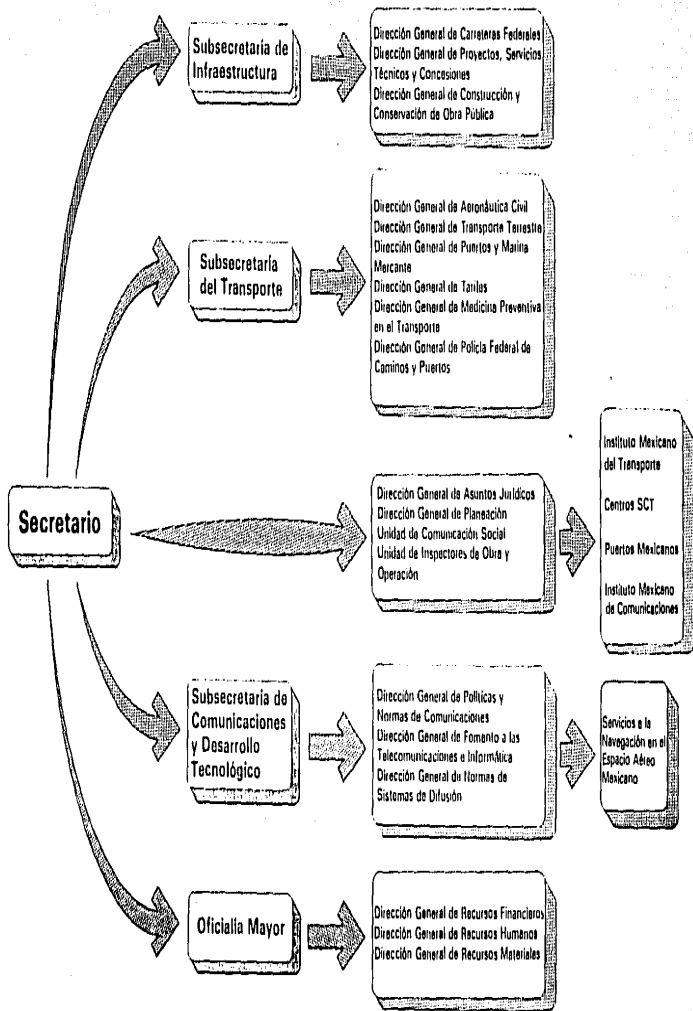 Subsecretaría de
Infraestructura
Dirección General de Carreteras Federales
Dirección General de Proyectos, Servicios
Técnicos y Concesiones
Dirección General de Construcción y
Conservación de Obra Pública
Subsecretaría
del Transporte
Dirección General de Aeronáutica Civil
Dirección General de Transporte Terrestre
Dirección General de Puertos y Marina
Mercante
Dirección General de Tarifas
Dirección General de Medicina Preventiva
en el Transporte
Dirección General de Policía Federal de
Caminos y Puertos
Secretario
Dirección General de Asuntos Jurídicos
Dirección General de Planeación
Unidad de Comunicación Social
Unidad de Inspectores de Obra y
Operación
Instituto Mexicano
del Transporte
Centros SCT
Puertos Mexicanos
Instituto Mexicano
de Comunicaciones
Subsecretaría de
Comunicaciones
y Desarrollo
Tecnológico
Dirección General de Políticas y
Normas de Comunicaciones
Dirección General de Fomento a las
Telecomunicaciones e Informática
Dirección General de Normas de
Sistemas de Difusión
Servicios a la
Navegación en el
Espacio Aéreo
Mexicano
Oficialía Mayor
Dirección General de Recursos Financieros
Dirección General de Recursos Humanos
Dirección General de Recursos Materiales